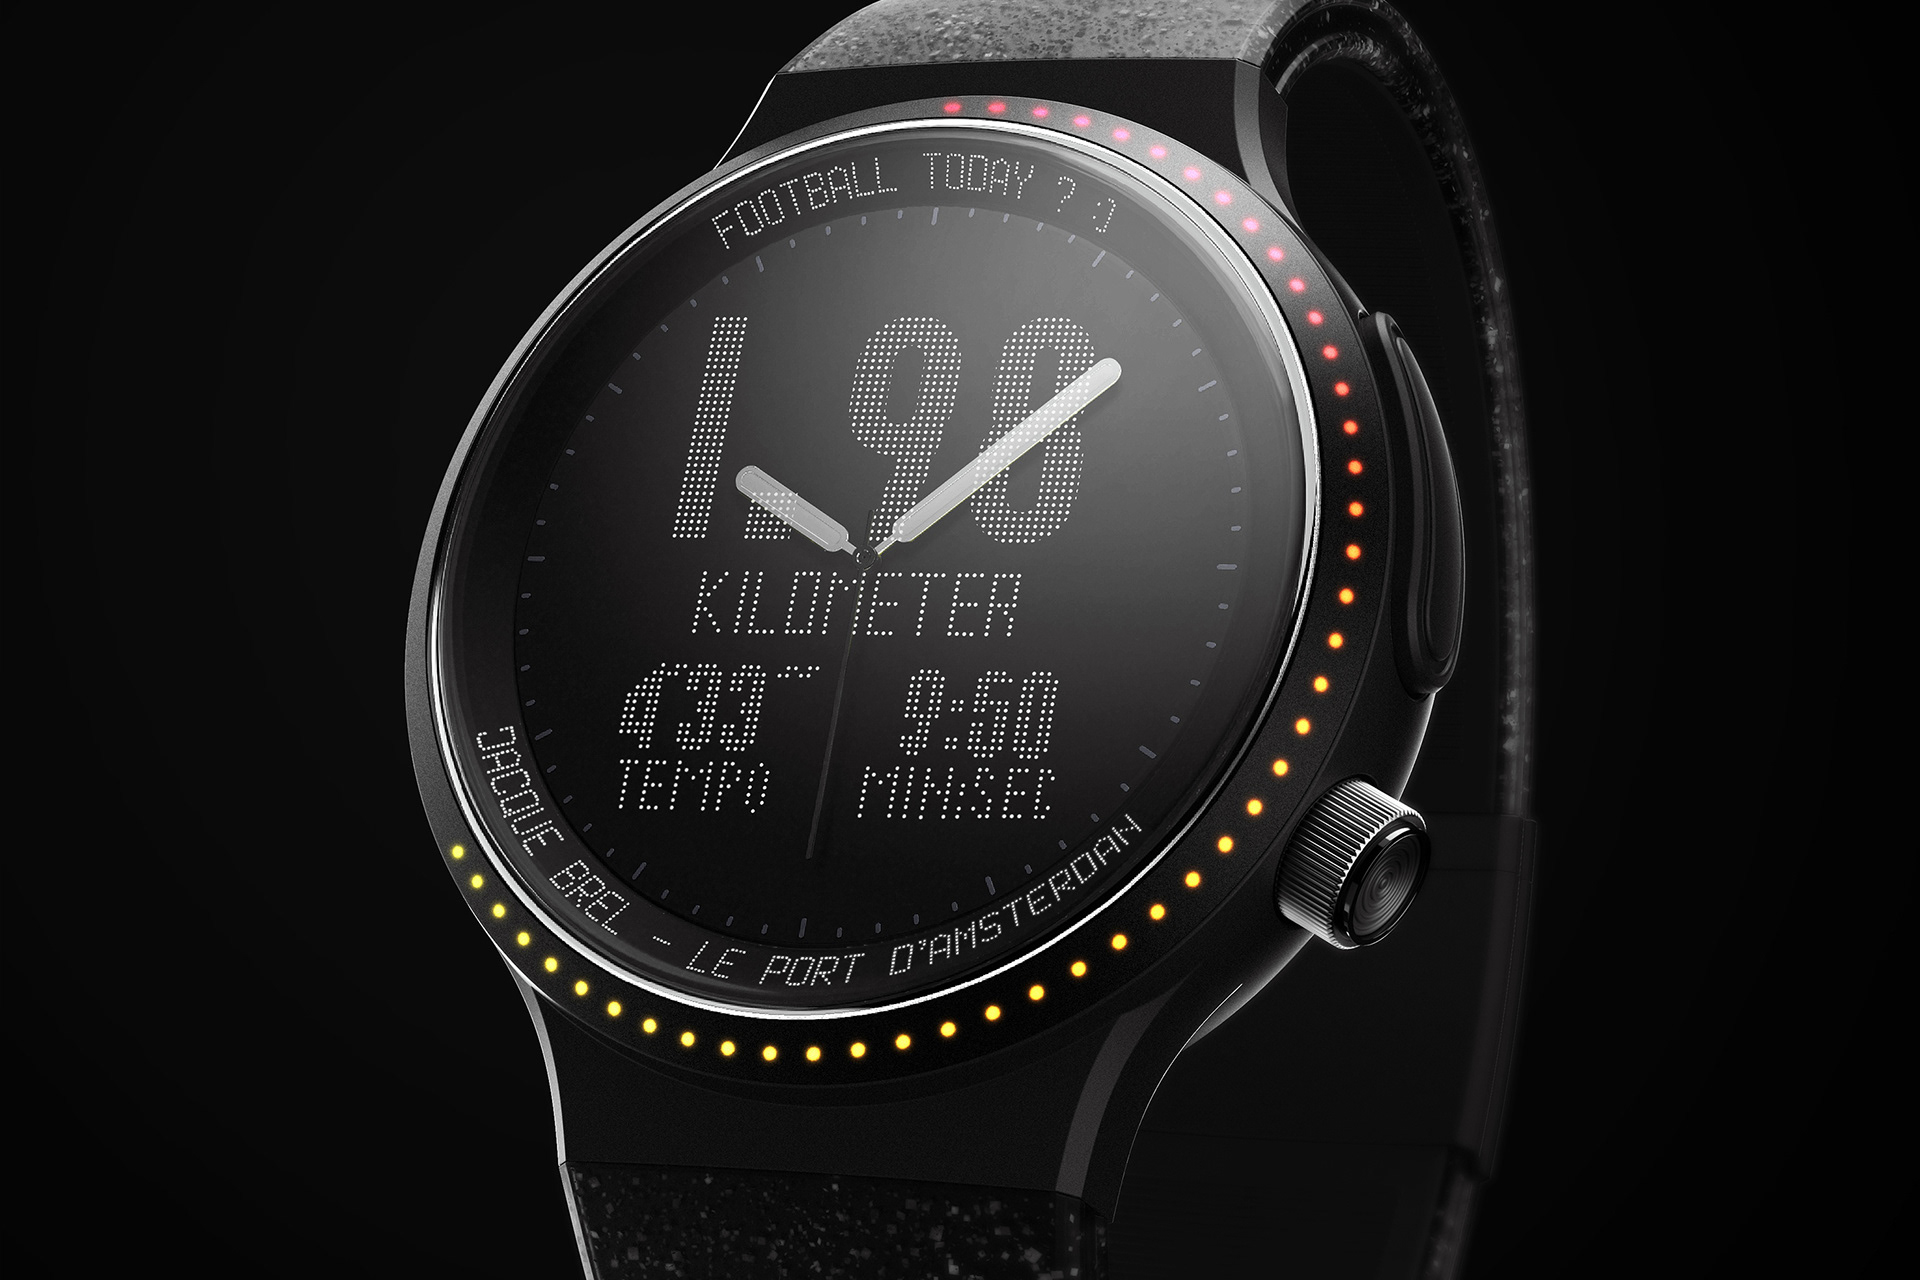 FOOTBALL TODAY ? :)
1.98
KILOMETER
4'33"
9:50
TEMPO
MIN:SEC
JACQUE BREL - LE PORT D'AMSTERDAM